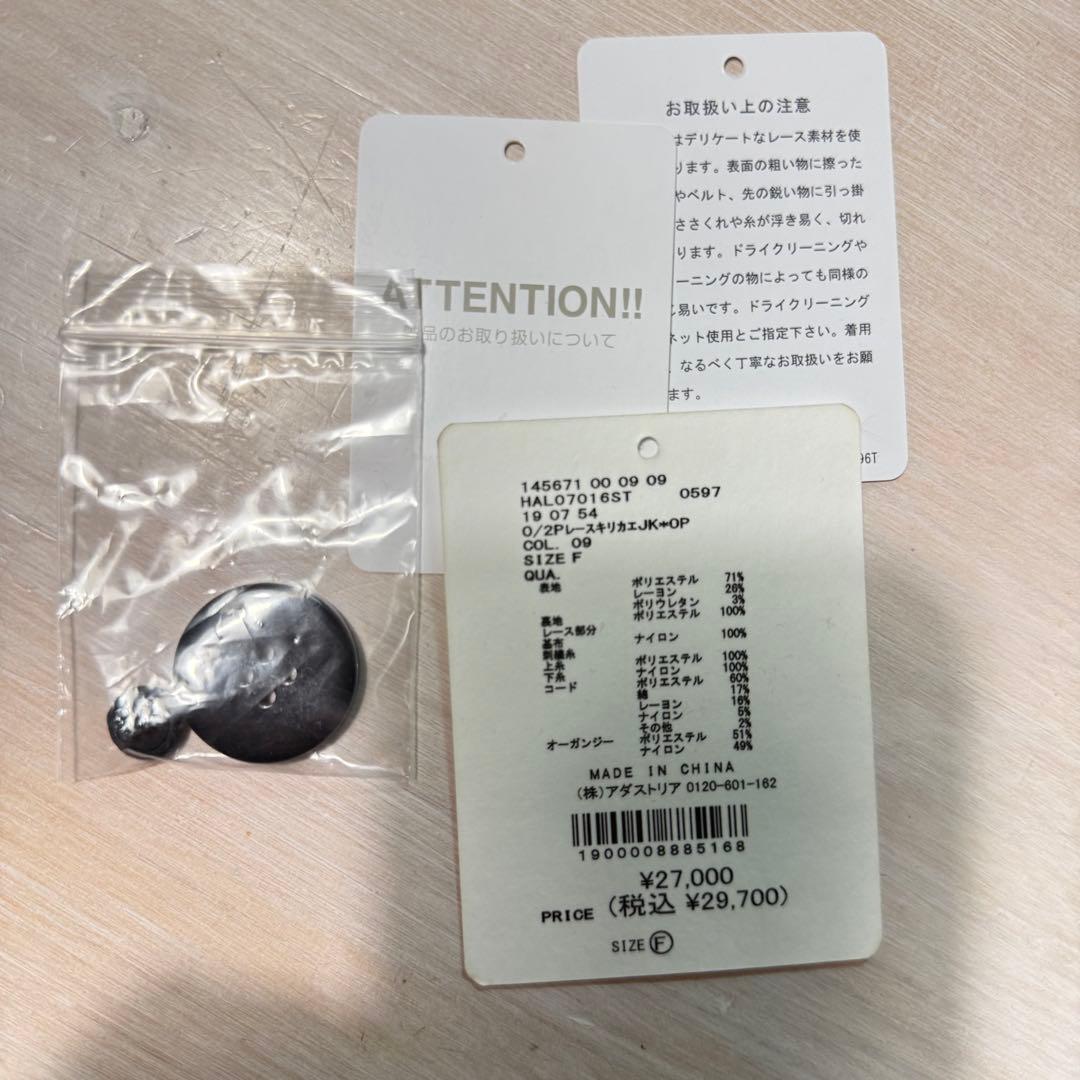 お取扱い上の注意
はデリケートなレース素材を使
ります。表面の粗い物に擦った
やベルト、先の鋭い物に引っ掛
ささくれや糸が浮き易く、切れ
ります。ドライクリーニングや
ーニングの物によっても同様の
じ易いです。ドライクリーニング
ネット使用とご指定下さい。着用
、なるべく丁寧なお取扱いをお願
ます。
96T
ATTENTION!!
品のお取り扱いについて
145671 00 09 09
HAL07016ST 0597
19 07 54
O/2PレースキリカエJK*OP
COL. 09
SIZE F
QUA.
表地 ポリエステル 71%
レーヨン 26%
ポリウレタン 3%
裏地 ポリエステル 100%
レース部分
基布 ナイロン 100%
刺繍糸
上糸 ポリエステル 100%
下糸 ナイロン 100%
コード ポリエステル 60%
綿 17%
レーヨン 16%
ナイロン 5%
その他 2%
オーガンジー ポリエステル 51%
ナイロン 49%
MADE IN CHINA
(株)アダストリア 0120-601-162
1900008885168
¥27,000
PRICE (税込 ¥29,700)
SIZE F